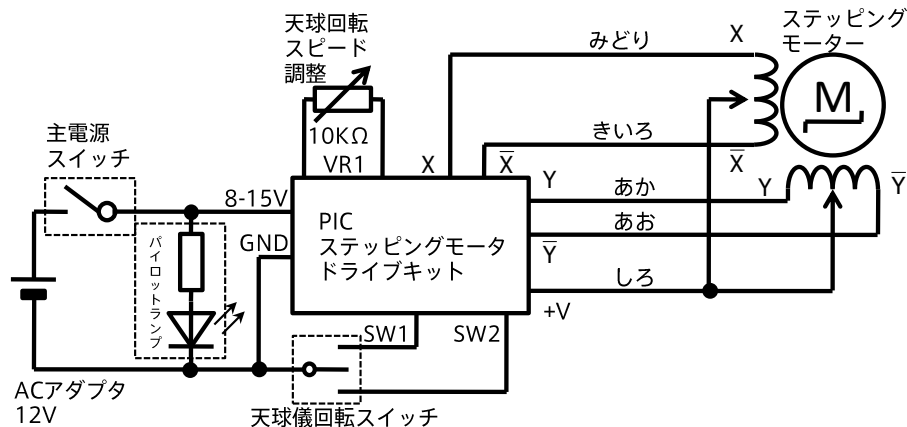 天球回転
スピード
調整
10KΩ
VR1
主電源
スイッチ
8-15V
GND
パイロットランプ
ACアダプタ
12V
PIC
ステッピングモータ
ドライブキット
SW1
SW2
天球儀回転スイッチ
X
X̅
Y
Y̅
+V
みどり
きいろ
あか
あお
しろ
X
X̅
Y
Y̅
ステッピング
モーター
M